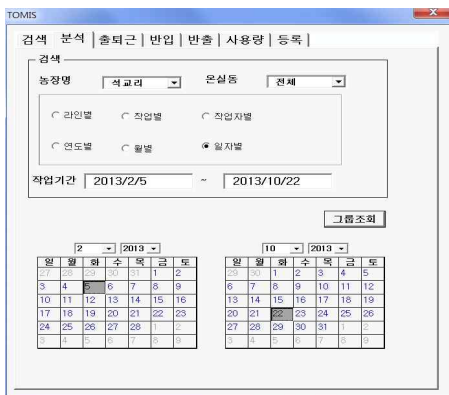 TOMIS
검색 분석 출퇴근 반입 반출 사용량 등록
검색
농장명 석교리 온실동 전체
라인별 작업별 작업자별
연도별 월별 일자별
작업기간 2013/2/5 ~ 2013/10/22
그룹조회
2 2013 10 2013
일 월 화 수 목 금 토 일 월 화 수 목 금 토
27 28 29 30 31 1 2 29 30 1 2 3 4 5
3 4 5 6 7 8 9 6 7 8 9 10 11 12
10 11 12 13 14 15 16 13 14 15 16 17 18 19
17 18 19 20 21 22 23 20 21 22 23 24 25 26
24 25 26 27 28 1 2 27 28 29 30 31 1 2
3 4 5 6 7 8 9 3 4 5 6 7 8 9